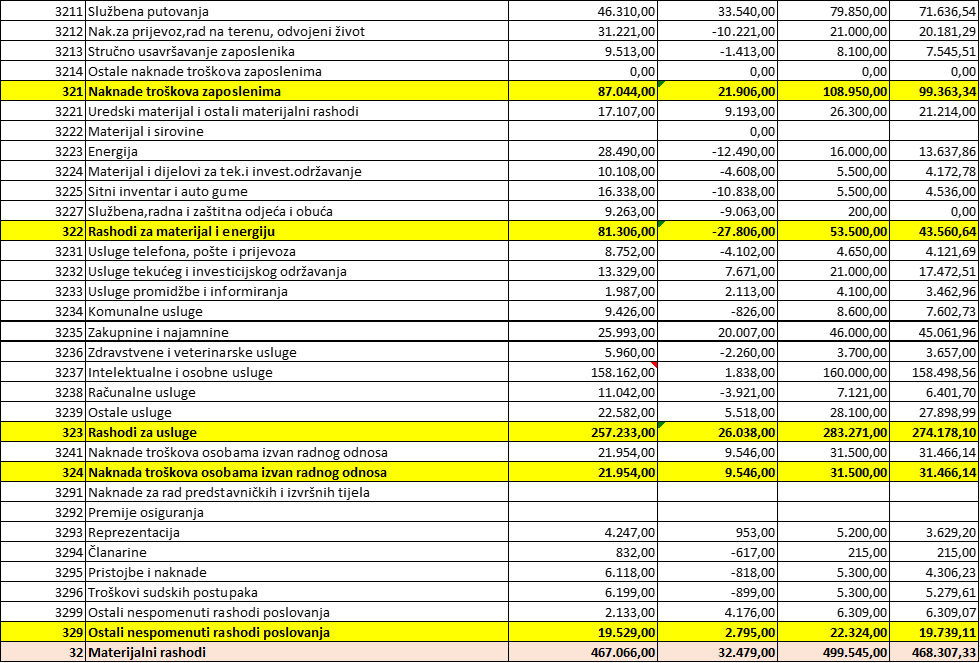 3211 Službena putovanja 46.310,00 33.540,00 79.850,00 71.636,54
3212 Nak.za prijevoz,rad na terenu, odvojeni život 31.221,00 -10.221,00 21.000,00 20.181,29
3213 Stručno usavršavanje zaposlenika 9.513,00 -1.413,00 8.100,00 7.545,51
3214 Ostale naknade troškova zaposlenima 0,00 0,00 0,00 0,00
321 Naknade troškova zaposlenima 87.044,00 21.906,00 108.950,00 99.363,34
3221 Uredski materijal i ostali materijalni rashodi 17.107,00 9.193,00 26.300,00 21.214,00
3222 Materijal i sirovine 0,00
3223 Energija 28.490,00 -12.490,00 16.000,00 13.637,86
3224 Materijal i dijelovi za tek.i invest.održavanje 10.108,00 -4.608,00 5.500,00 4.172,78
3225 Sitni inventar i auto gume 16.338,00 -10.838,00 5.500,00 4.536,00
3227 Službena,radna i zaštitna odjeća i obuća 9.263,00 -9.063,00 200,00 0,00
322 Rashodi za materijal i energiju 81.306,00 -27.806,00 53.500,00 43.560,64
3231 Usluge telefona, pošte i prijevoza 8.752,00 -4.102,00 4.650,00 4.121,69
3232 Usluge tekućeg i investicijskog održavanja 13.329,00 7.671,00 21.000,00 17.472,51
3233 Usluge promidžbe i informiranja 1.987,00 2.113,00 4.100,00 3.462,96
3234 Komunalne usluge 9.426,00 -826,00 8.600,00 7.602,73
3235 Zakupnine i najamnine 25.993,00 20.007,00 46.000,00 45.061,96
3236 Zdravstvene i veterinarske usluge 5.960,00 -2.260,00 3.700,00 3.657,00
3237 Intelektualne i osobne usluge 158.162,00 1.838,00 160.000,00 158.498,56
3238 Računalne usluge 11.042,00 -3.921,00 7.121,00 6.401,70
3239 Ostale usluge 22.582,00 5.518,00 28.100,00 27.898,99
323 Rashodi za usluge 257.233,00 26.038,00 283.271,00 274.178,10
3241 Naknade troškova osobama izvan radnog odnosa 21.954,00 9.546,00 31.500,00 31.466,14
324 Naknada troškova osobama izvan radnog odnosa 21.954,00 9.546,00 31.500,00 31.466,14
3291 Naknade za rad predstavničkih i izvršnih tijela
3292 Premije osiguranja
3293 Reprezentacija 4.247,00 953,00 5.200,00 3.629,20
3294 Članarine 832,00 -617,00 215,00 215,00
3295 Pristojbe i naknade 6.118,00 -818,00 5.300,00 4.306,23
3296 Troškovi sudskih postupaka 6.199,00 -899,00 5.300,00 5.279,61
3299 Ostali nespomenuti rashodi poslovanja 2.133,00 4.176,00 6.309,00 6.309,07
329 Ostali nespomenuti rashodi poslovanja 19.529,00 2.795,00 22.324,00 19.739,11
32 Materijalni rashodi 467.066,00 32.479,00 499.545,00 468.307,33